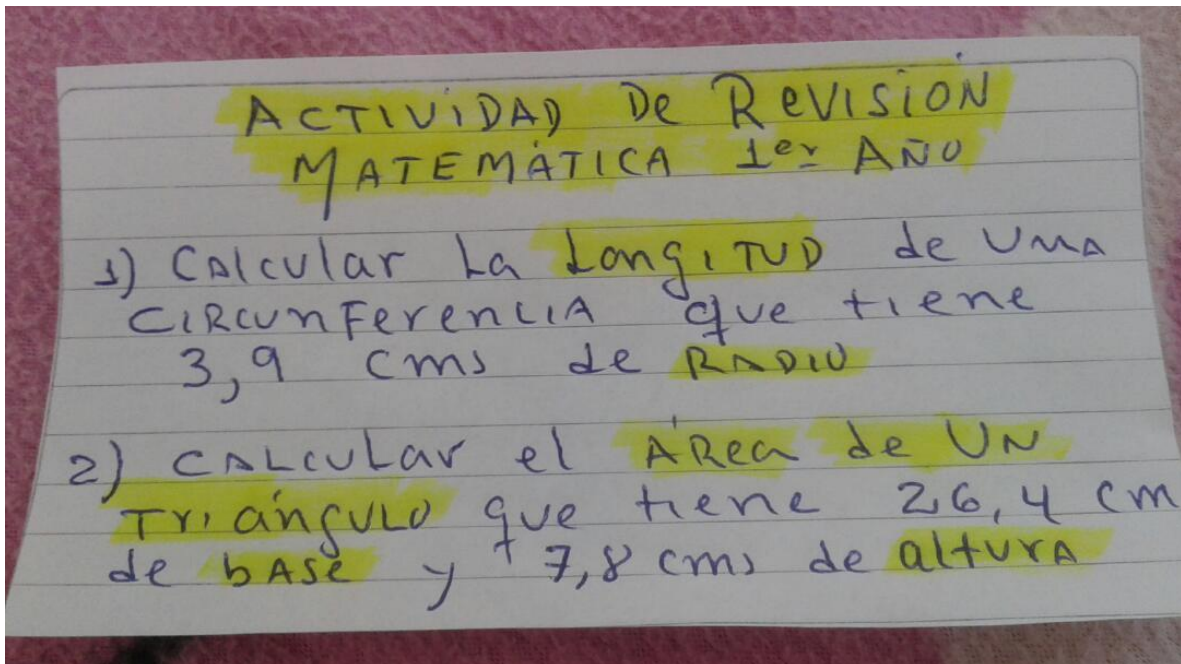 ACTIVIDAD De ReVISION
MATEMÁTICA 1er AÑO
1) CALcular La LongiTUD de UNA
CIRcunFerenCIA que tiene
3,9 cms de RADIO
2) CALcuLar el ÁRea de UN
TriánguLO que tiene 26,4 cm
de bASe y 7,8 cms de alturA